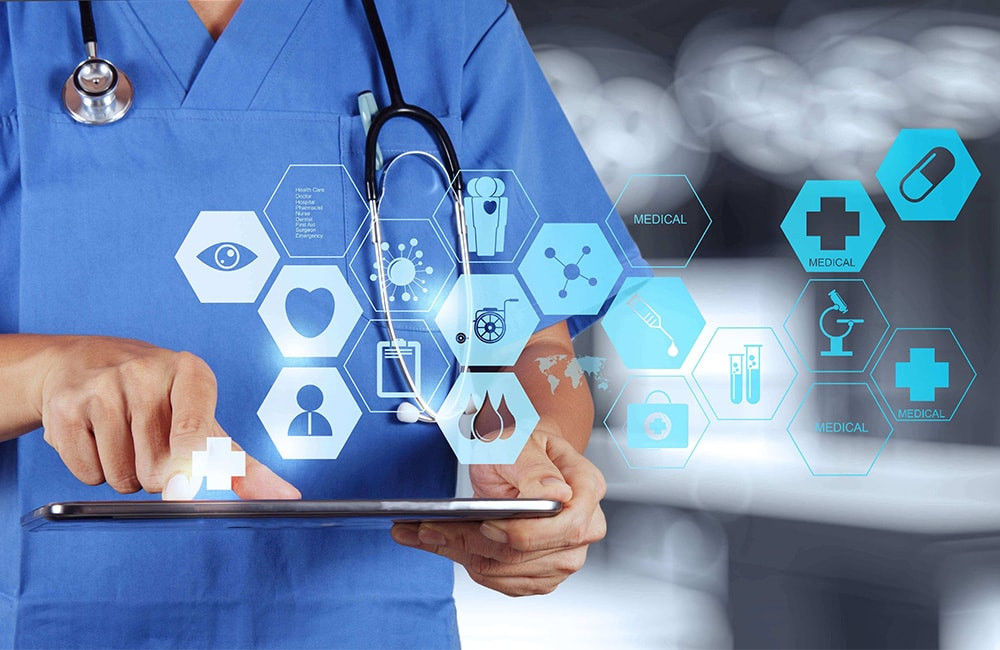 Health Care
Doctor
Hospital
Pharmacist
Nurse
Dentist
First Aid
Surgeon
Emergency
MEDICAL
MEDICAL
MEDICAL
MEDICAL